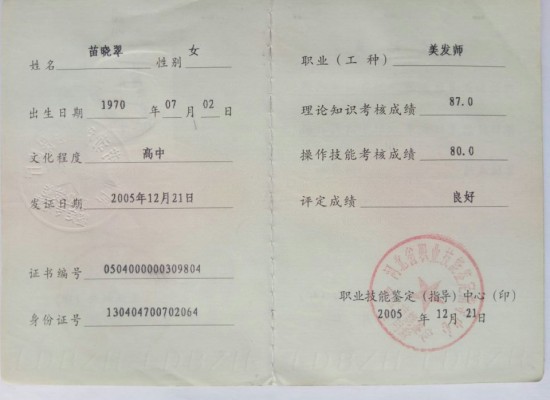 姓名 苗晓翠 性别 女
出生日期 1970 年 07 月 02 日
文化程度 高中
发证日期 2005年12月21日
证书编号 0504000000309804
身份证号 130404700702064
职业（工 种） 美发师
理论知识考核成绩 87.0
操作技能考核成绩 80.0
评定成绩 良好
职业技能鉴定（指导）中心（印）
2005 年 12 月 21 日